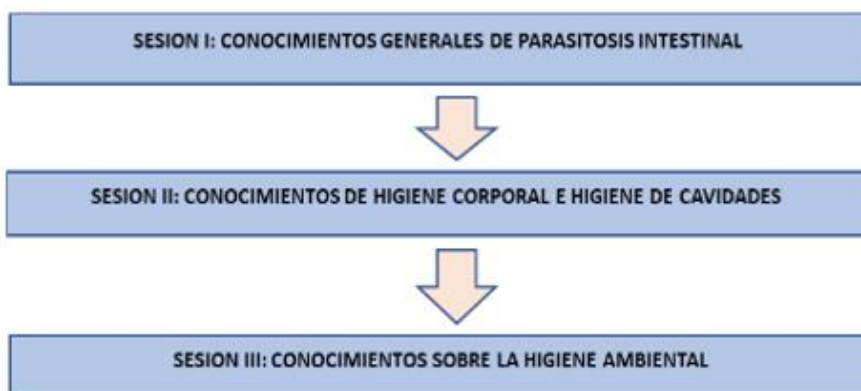 SESION I: CONOCIMIENTOS GENERALES DE PARASITOSIS INTESTINAL
SESION II: CONOCIMIENTOS DE HIGIENE CORPORAL E HIGIENE DE CAVIDADES
SESION III: CONOCIMIENTOS SOBRE LA HIGIENE AMBIENTAL